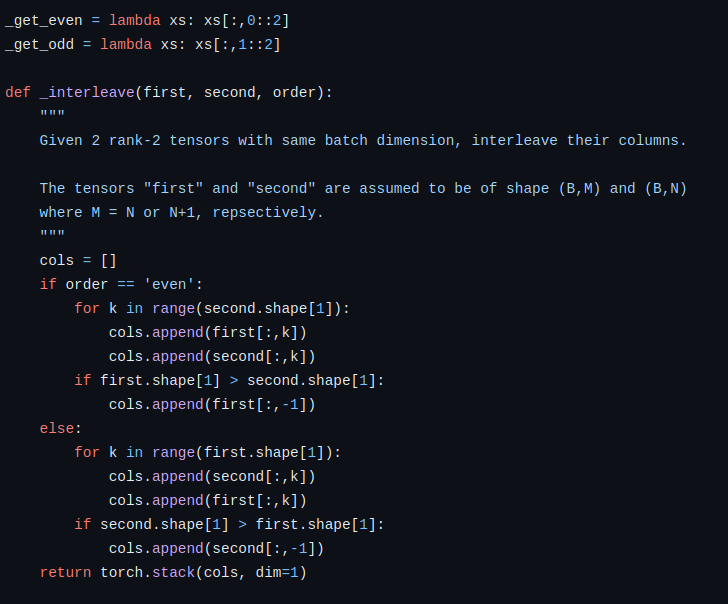 _get_even = lambda xs: xs[:,0::2]
_get_odd = lambda xs: xs[:,1::2]

def _interleave(first, second, order):
    """
    Given 2 rank-2 tensors with same batch dimension, interleave their columns.

    The tensors "first" and "second" are assumed to be of shape (B,M) and (B,N)
    where M = N or N+1, repsectively.
    """
    cols = []
    if order == 'even':
        for k in range(second.shape[1]):
            cols.append(first[:,k])
            cols.append(second[:,k])
        if first.shape[1] > second.shape[1]:
            cols.append(first[:,-1])
    else:
        for k in range(first.shape[1]):
            cols.append(second[:,k])
            cols.append(first[:,k])
        if second.shape[1] > first.shape[1]:
            cols.append(second[:,-1])
    return torch.stack(cols, dim=1)